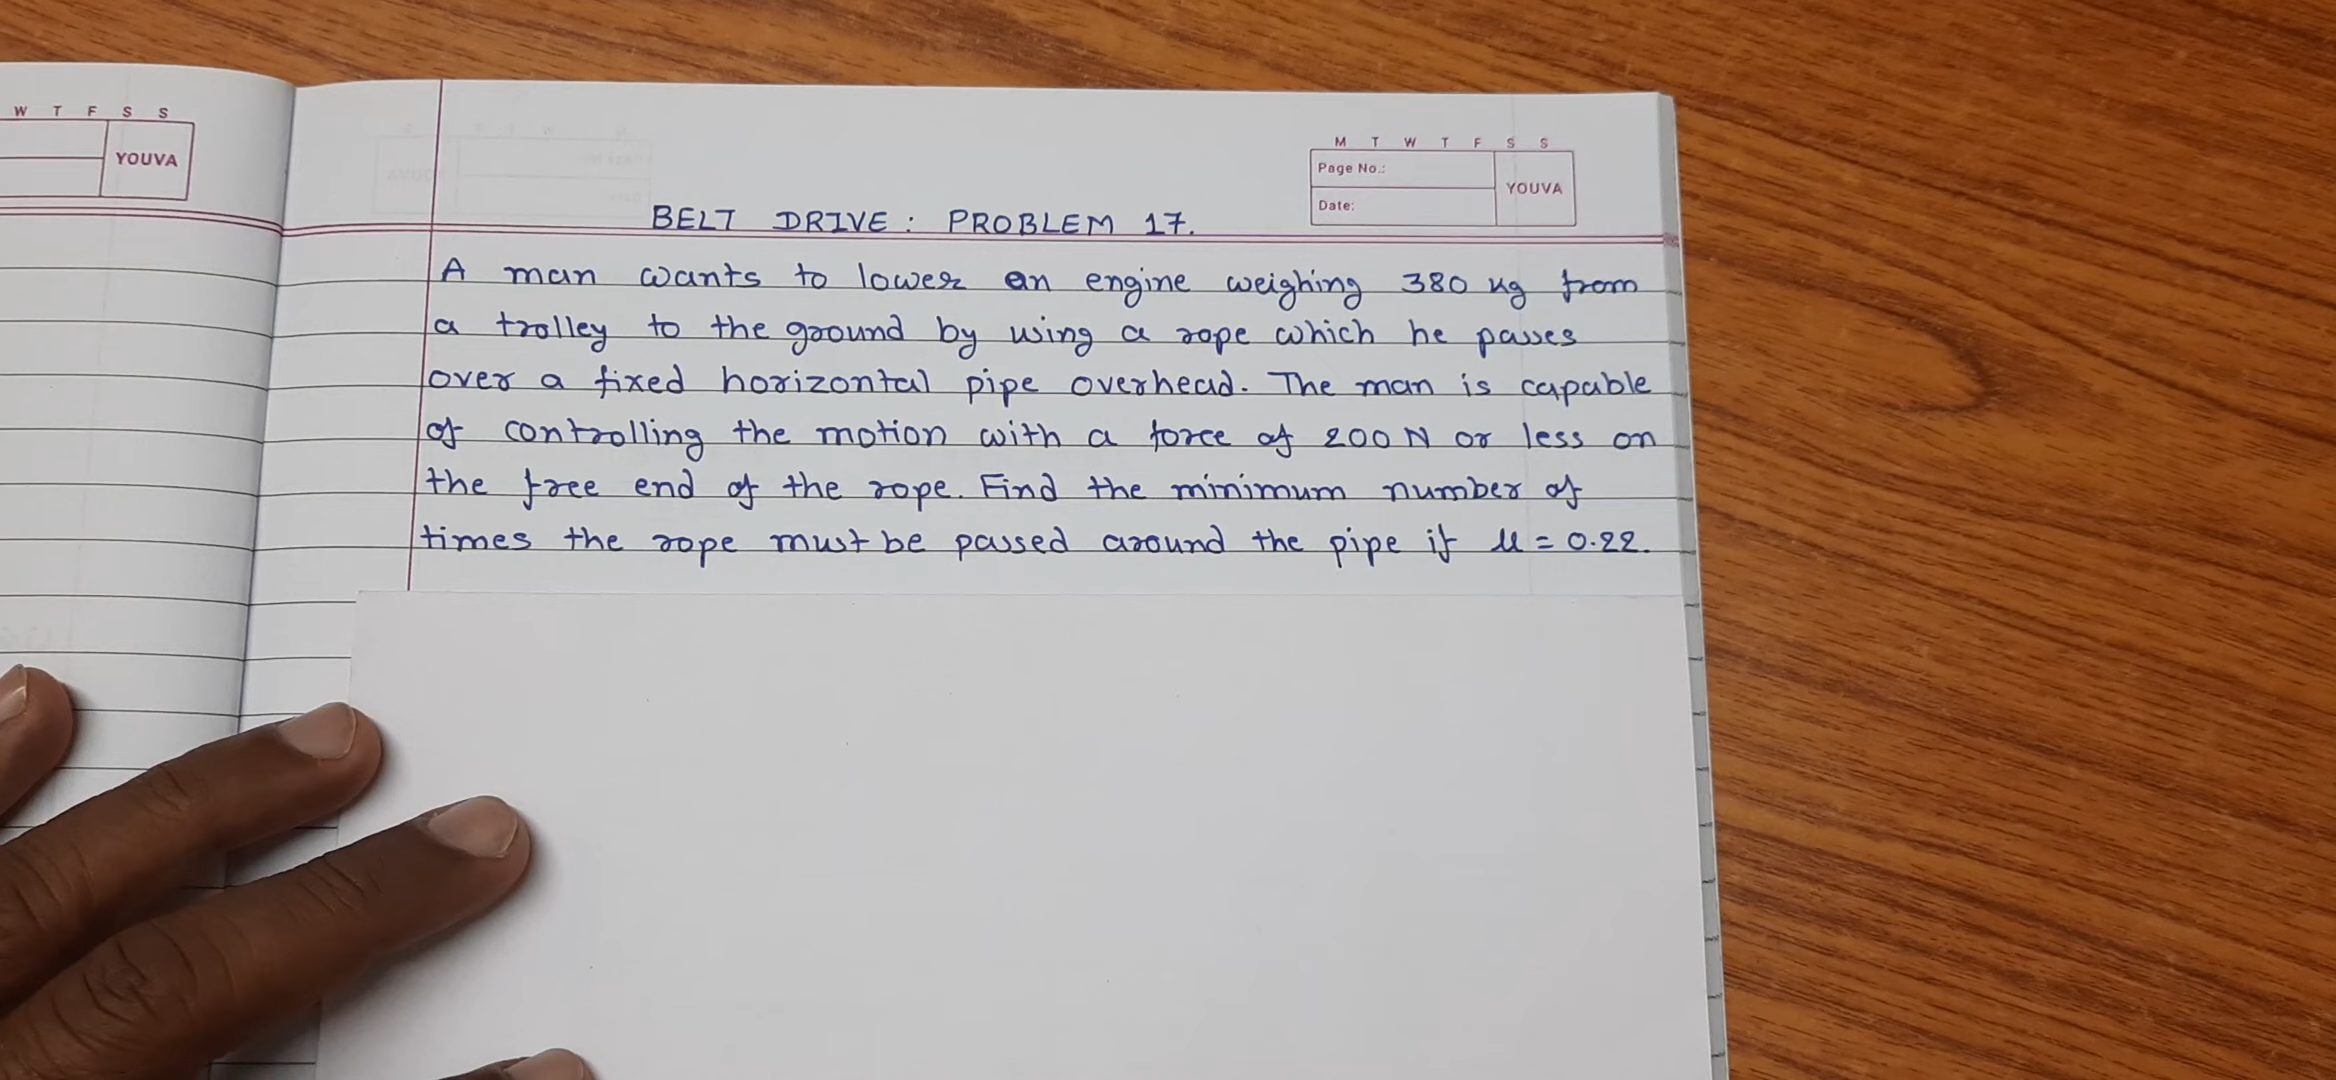 W T F S S
YOUVA
M T W T F S S
Page No.:
YOUVA
Date:
BELT DRIVE : PROBLEM 17.
A man wants to lower an engine weighing 380 kg from
a trolley to the ground by using a rope which he passes
over a fixed horizontal pipe overhead. The man is capable
of controlling the motion with a force of 200 N or less on
the free end of the rope. Find the minimum number of
times the rope must be passed around the pipe if μ = 0.22.